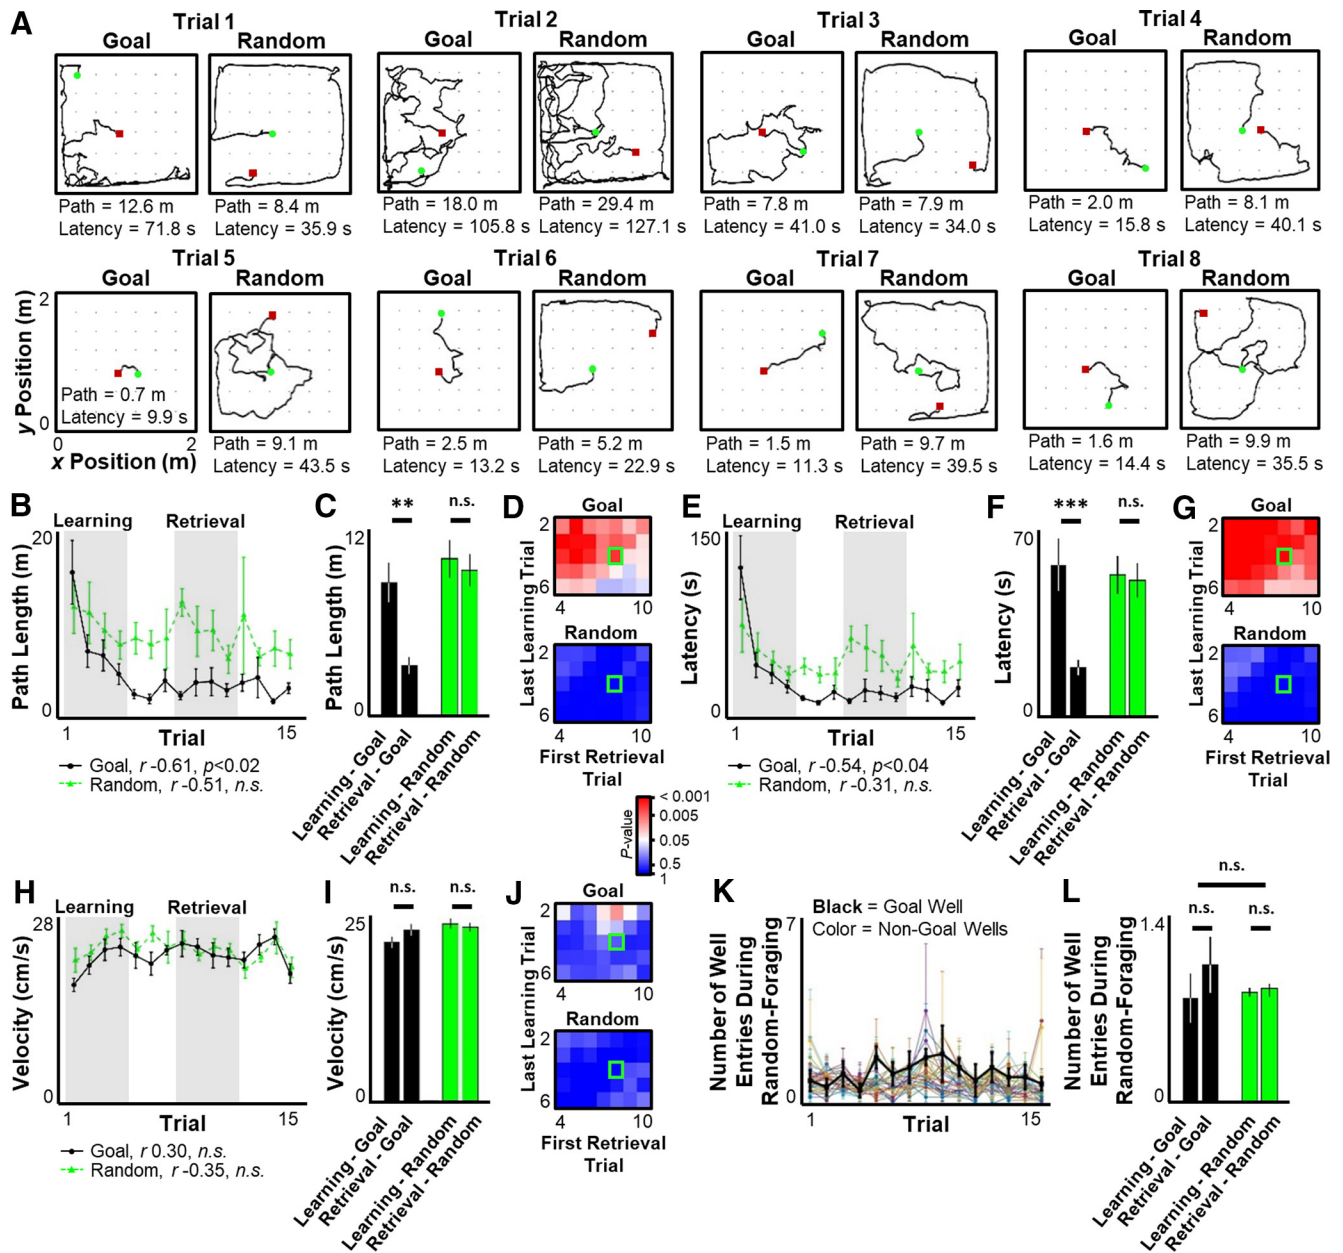 A
Trial 1
Goal Random
Path = 12.6 m
Latency = 71.8 s
Path = 8.4 m
Latency = 35.9 s
Trial 2
Goal Random
Path = 18.0 m
Latency = 105.8 s
Path = 29.4 m
Latency = 127.1 s
Trial 3
Goal Random
Path = 7.8 m
Latency = 41.0 s
Path = 7.9 m
Latency = 34.0 s
Trial 4
Goal Random
Path = 2.0 m
Latency = 15.8 s
Path = 8.1 m
Latency = 40.1 s
Trial 5
Goal Random
y Position (m)
2
0
Path = 0.7 m
Latency = 9.9 s
0 2
x Position (m)
Path = 9.1 m
Latency = 43.5 s
Trial 6
Goal Random
Path = 2.5 m
Latency = 13.2 s
Path = 5.2 m
Latency = 22.9 s
Trial 7
Goal Random
Path = 1.5 m
Latency = 11.3 s
Path = 9.7 m
Latency = 39.5 s
Trial 8
Goal Random
Path = 1.6 m
Latency = 14.4 s
Path = 9.9 m
Latency = 35.5 s
B
Learning Retrieval
Path Length (m)
20
0
1 Trial 15
Goal, r -0.61, p<0.02
Random, r -0.51, n.s.
C
** n.s.
Path Length (m)
12
0
Learning - Goal
Retrieval - Goal
Learning - Random
Retrieval - Random
D
Goal
2
6
4 10
Random
2
6
4 10
Last Learning Trial
First Retrieval
Trial
P-value
< 0.001
0.005
0.05
0.5
1
E
Learning Retrieval
Latency (s)
150
0
1 Trial 15
Goal, r -0.54, p<0.04
Random, r -0.31, n.s.
F
*** n.s.
Latency (s)
70
0
Learning - Goal
Retrieval - Goal
Learning - Random
Retrieval - Random
G
Goal
2
6
4 10
Random
2
6
4 10
Last Learning Trial
First Retrieval
Trial
H
Learning Retrieval
Velocity (cm/s)
28
0
1 Trial 15
Goal, r 0.30, n.s.
Random, r -0.35, n.s.
I
n.s. n.s.
Velocity (cm/s)
25
0
Learning - Goal
Retrieval - Goal
Learning - Random
Retrieval - Random
J
Goal
2
6
4 10
Random
2
6
4 10
Last Learning Trial
First Retrieval
Trial
K
Black = Goal Well
Color = Non-Goal Wells
Number of Well
Entries During
Random-Foraging
7
0
1 Trial 15
L
n.s.
n.s. n.s.
Number of Well
Entries During
Random-Foraging
1.4
0
Learning - Goal
Retrieval - Goal
Learning - Random
Retrieval - Random